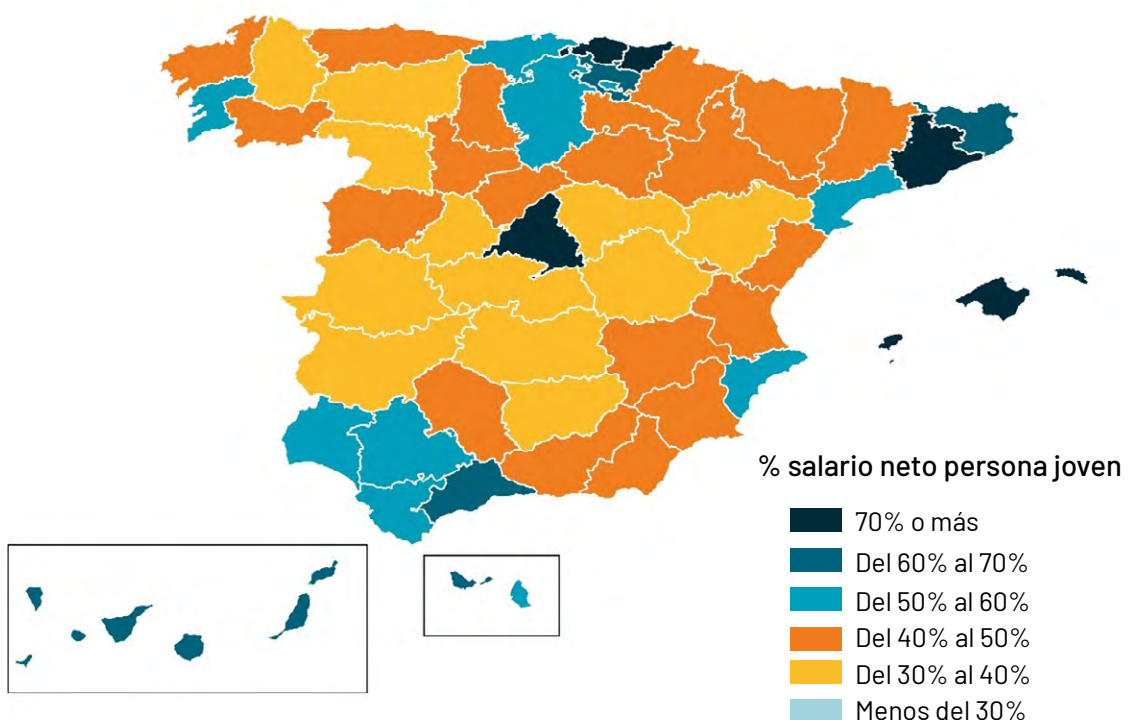 % salario neto persona joven
70% o más
Del 60% al 70%
Del 50% al 60%
Del 40% al 50%
Del 30% al 40%
Menos del 30%